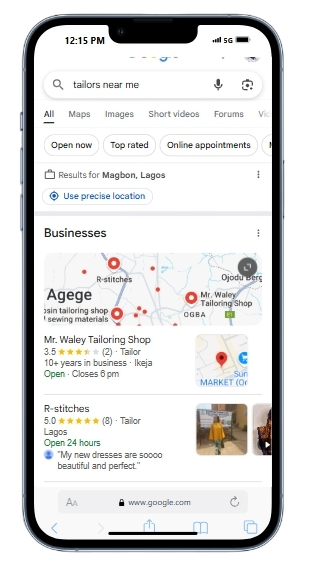 12:15 PM
5G
tailors near me
All Maps Images Short videos Forums
Open now Top rated Online appointments
Results for Magbon, Lagos
Use precise location
Businesses
R-stitches
Agege
osin tailoring shop
sewing materials
Ojodu Berg
Mr. Waley
Tailoring Shop
OGBA
Mr. Waley Tailoring Shop
3.5 (2) · Tailor
10+ years in business · Ikeja
Open · Closes 6 pm
Sun
MARKET (Or
R-stitches
5.0 (8) · Tailor
Lagos
Open 24 hours
"My new dresses are soooo
beautiful and perfect."
AA www.google.com